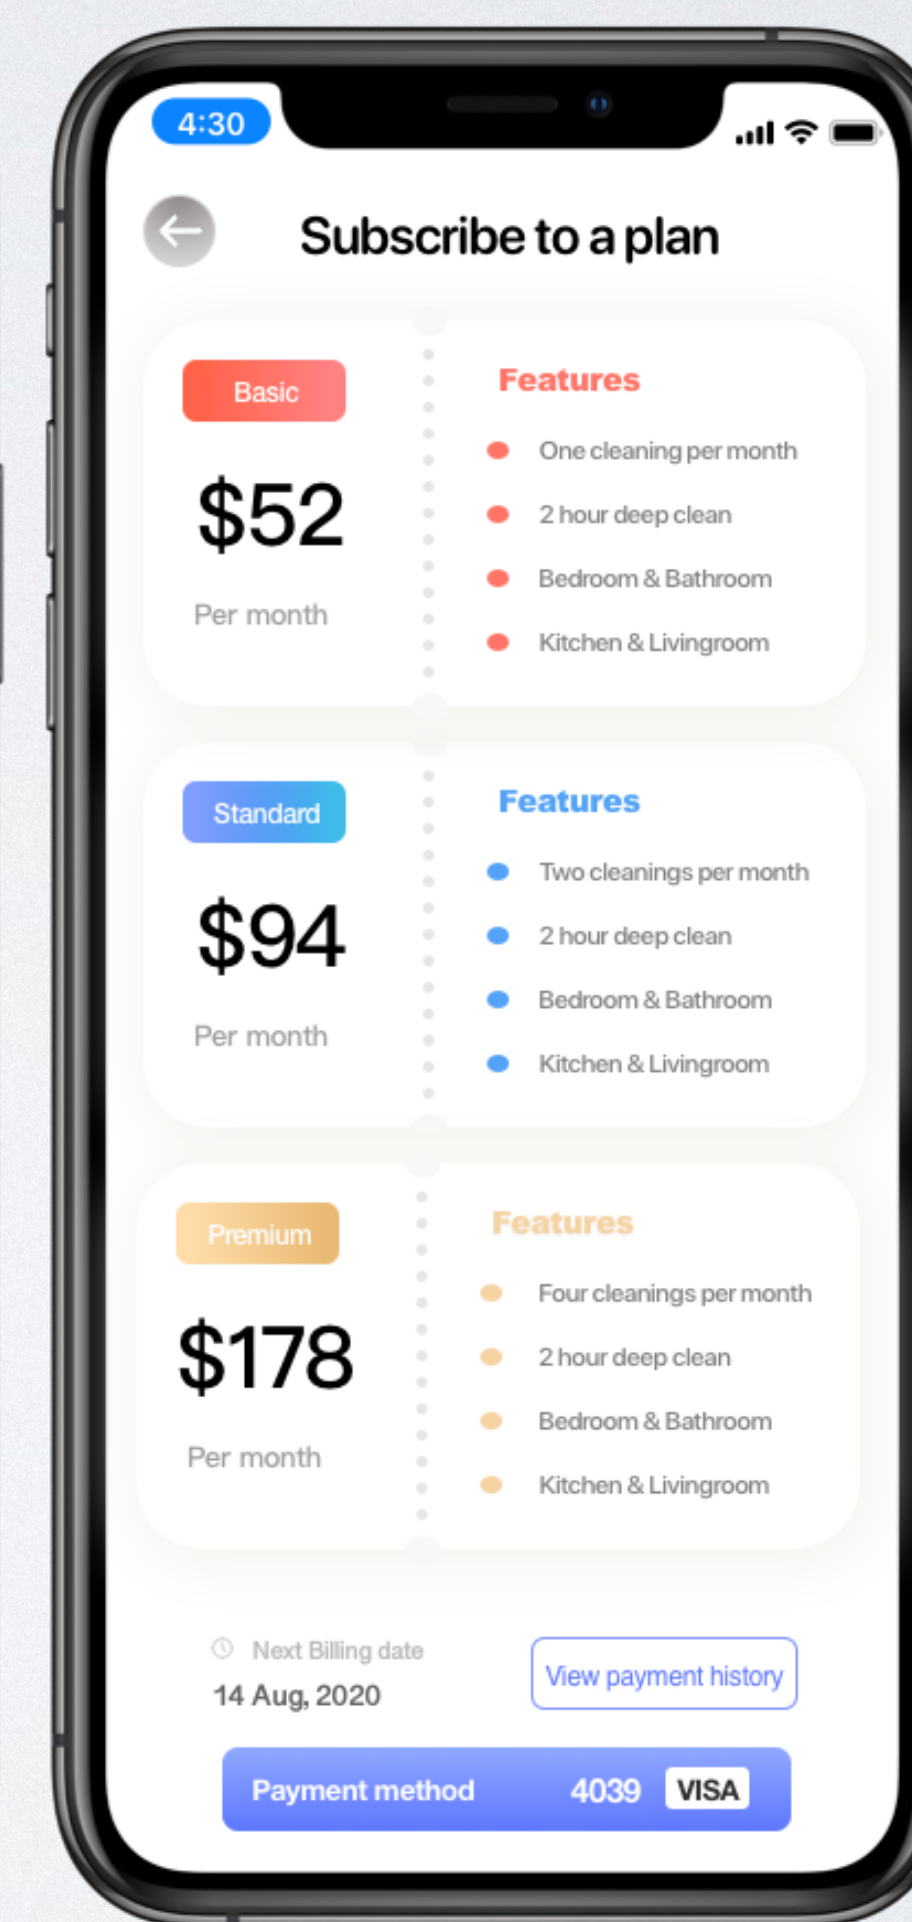 4:30
Subscribe to a plan
Basic
$52
Per month
Features
One cleaning per month
2 hour deep clean
Bedroom & Bathroom
Kitchen & Livingroom
Standard
$94
Per month
Features
Two cleanings per month
2 hour deep clean
Bedroom & Bathroom
Kitchen & Livingroom
Premium
$178
Per month
Features
Four cleanings per month
2 hour deep clean
Bedroom & Bathroom
Kitchen & Livingroom
Next Billing date
14 Aug, 2020
View payment history
Payment method 4039 VISA